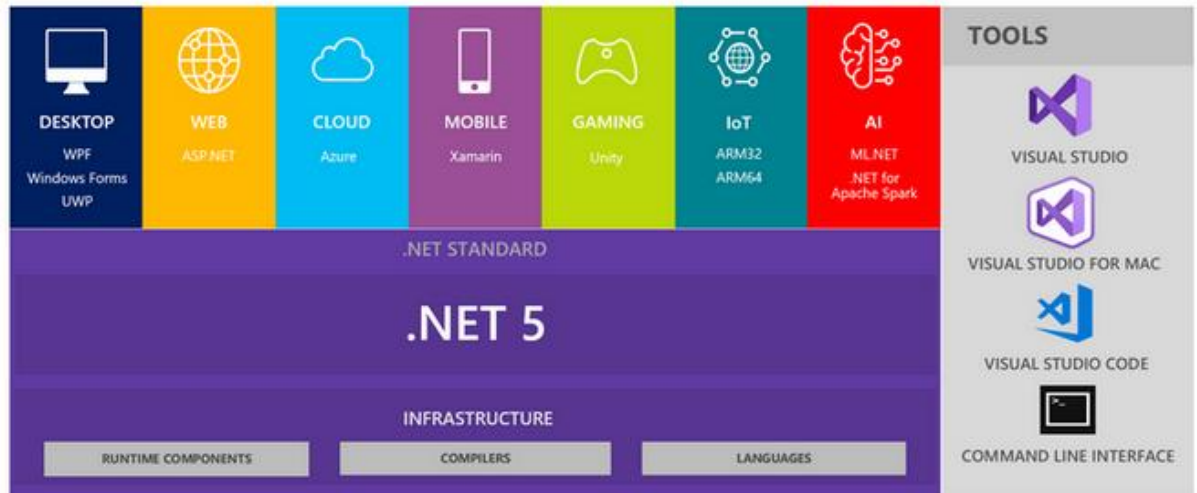 DESKTOP
WPF
Windows Forms
UWP
WEB
ASP.NET
CLOUD
Azure
MOBILE
Xamarin
GAMING
Unity
IoT
ARM32
ARM64
AI
ML.NET
.NET for
Apache Spark
.NET STANDARD
.NET 5
INFRASTRUCTURE
RUNTIME COMPONENTS
COMPILERS
LANGUAGES
TOOLS
VISUAL STUDIO
VISUAL STUDIO FOR MAC
VISUAL STUDIO CODE
>_
COMMAND LINE INTERFACE